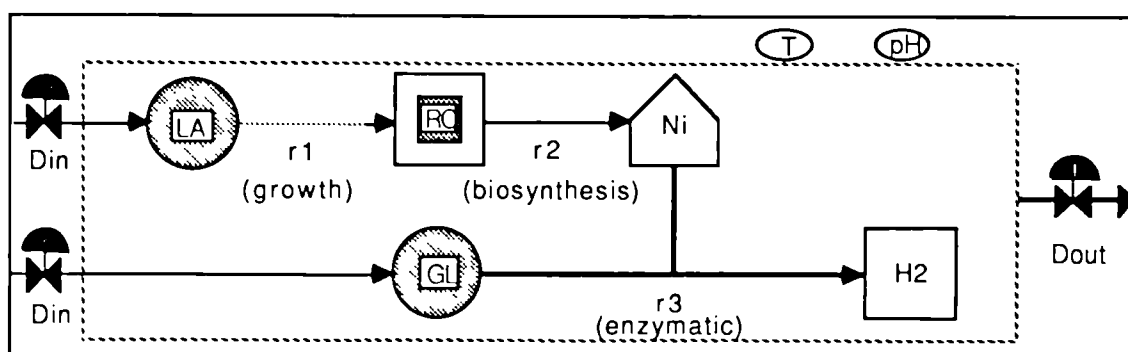 T
pH
LA
RC
Ni
Din
r1
r2
(growth)
(biosynthesis)
GL
H2
Dout
Din
r3
(enzymatic)